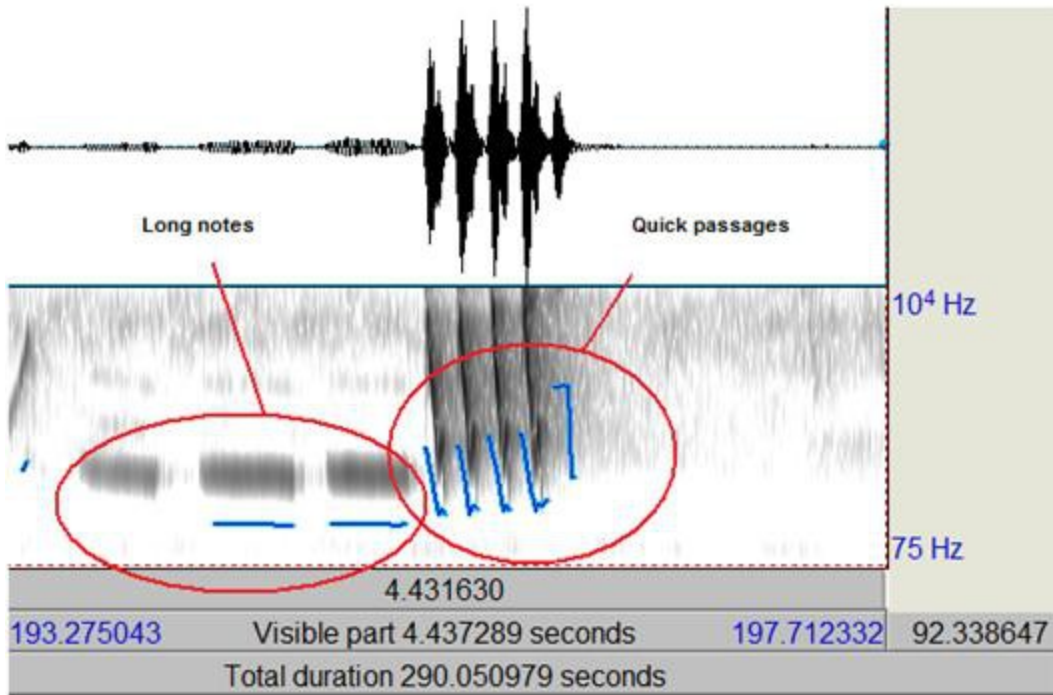 Long notes
Quick passages
10⁴ Hz
75 Hz
4.431630
193.275043 Visible part 4.437289 seconds 197.712332 92.338647
Total duration 290.050979 seconds